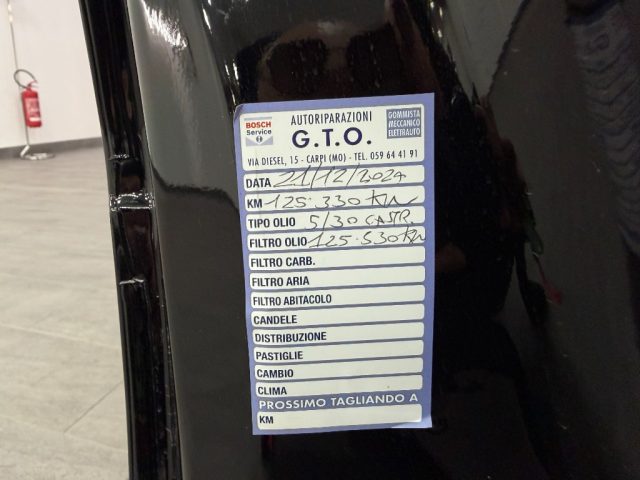 BOSCH
Service
AUTORIPARAZIONI
G.T.O.
GOMMISTA
MECCANICO
ELETTRAUTO
VIA DIESEL, 15 - CARPI (MO) - TEL. 059 64 41 91
DATA 21/12/2024
KM 125.330 KM
TIPO OLIO 5/30 CASTR.
FILTRO OLIO 125.330 KM
FILTRO CARB.
FILTRO ARIA
FILTRO ABITACOLO
CANDELE
DISTRIBUZIONE
PASTIGLIE
CAMBIO
CLIMA
PROSSIMO TAGLIANDO A
KM